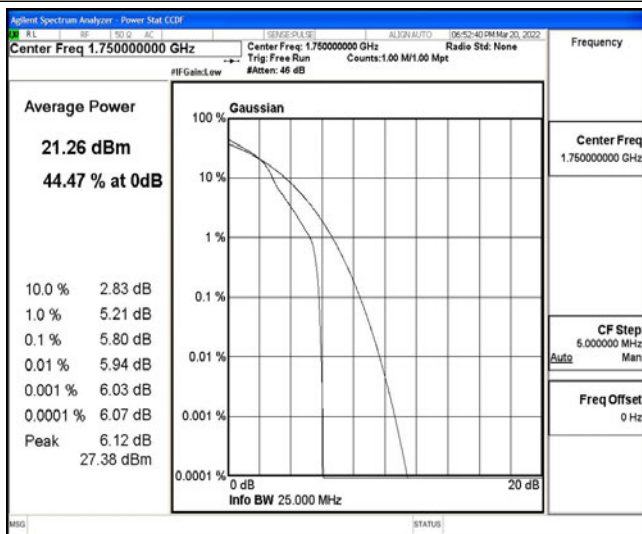 Agilent Spectrum Analyzer - Power Stat CCDF
RL RF 50 Ω AC SENSE:PULSE ALIGN AUTO 06:52:40 PM Mar 20, 2022
Center Freq 1.750000000 GHz
Center Freq: 1.750000000 GHz Radio Std: None
Trig: Free Run Counts:1.00 M/1.00 Mpt
#IFGain:Low #Atten: 46 dB
Frequency
Average Power
21.26 dBm
44.47 % at 0dB
10.0 % 2.83 dB
1.0 % 5.21 dB
0.1 % 5.80 dB
0.01 % 5.94 dB
0.001 % 6.03 dB
0.0001 % 6.07 dB
Peak 6.12 dB
27.38 dBm
100 % Gaussian
10 %
1 %
0.1 %
0.01 %
0.001 %
0.0001 %
0 dB 20 dB
Info BW 25.000 MHz
Center Freq
1.750000000 GHz
CF Step
5.000000 MHz
Auto Man
Freq Offset
0 Hz
MSG STATUS